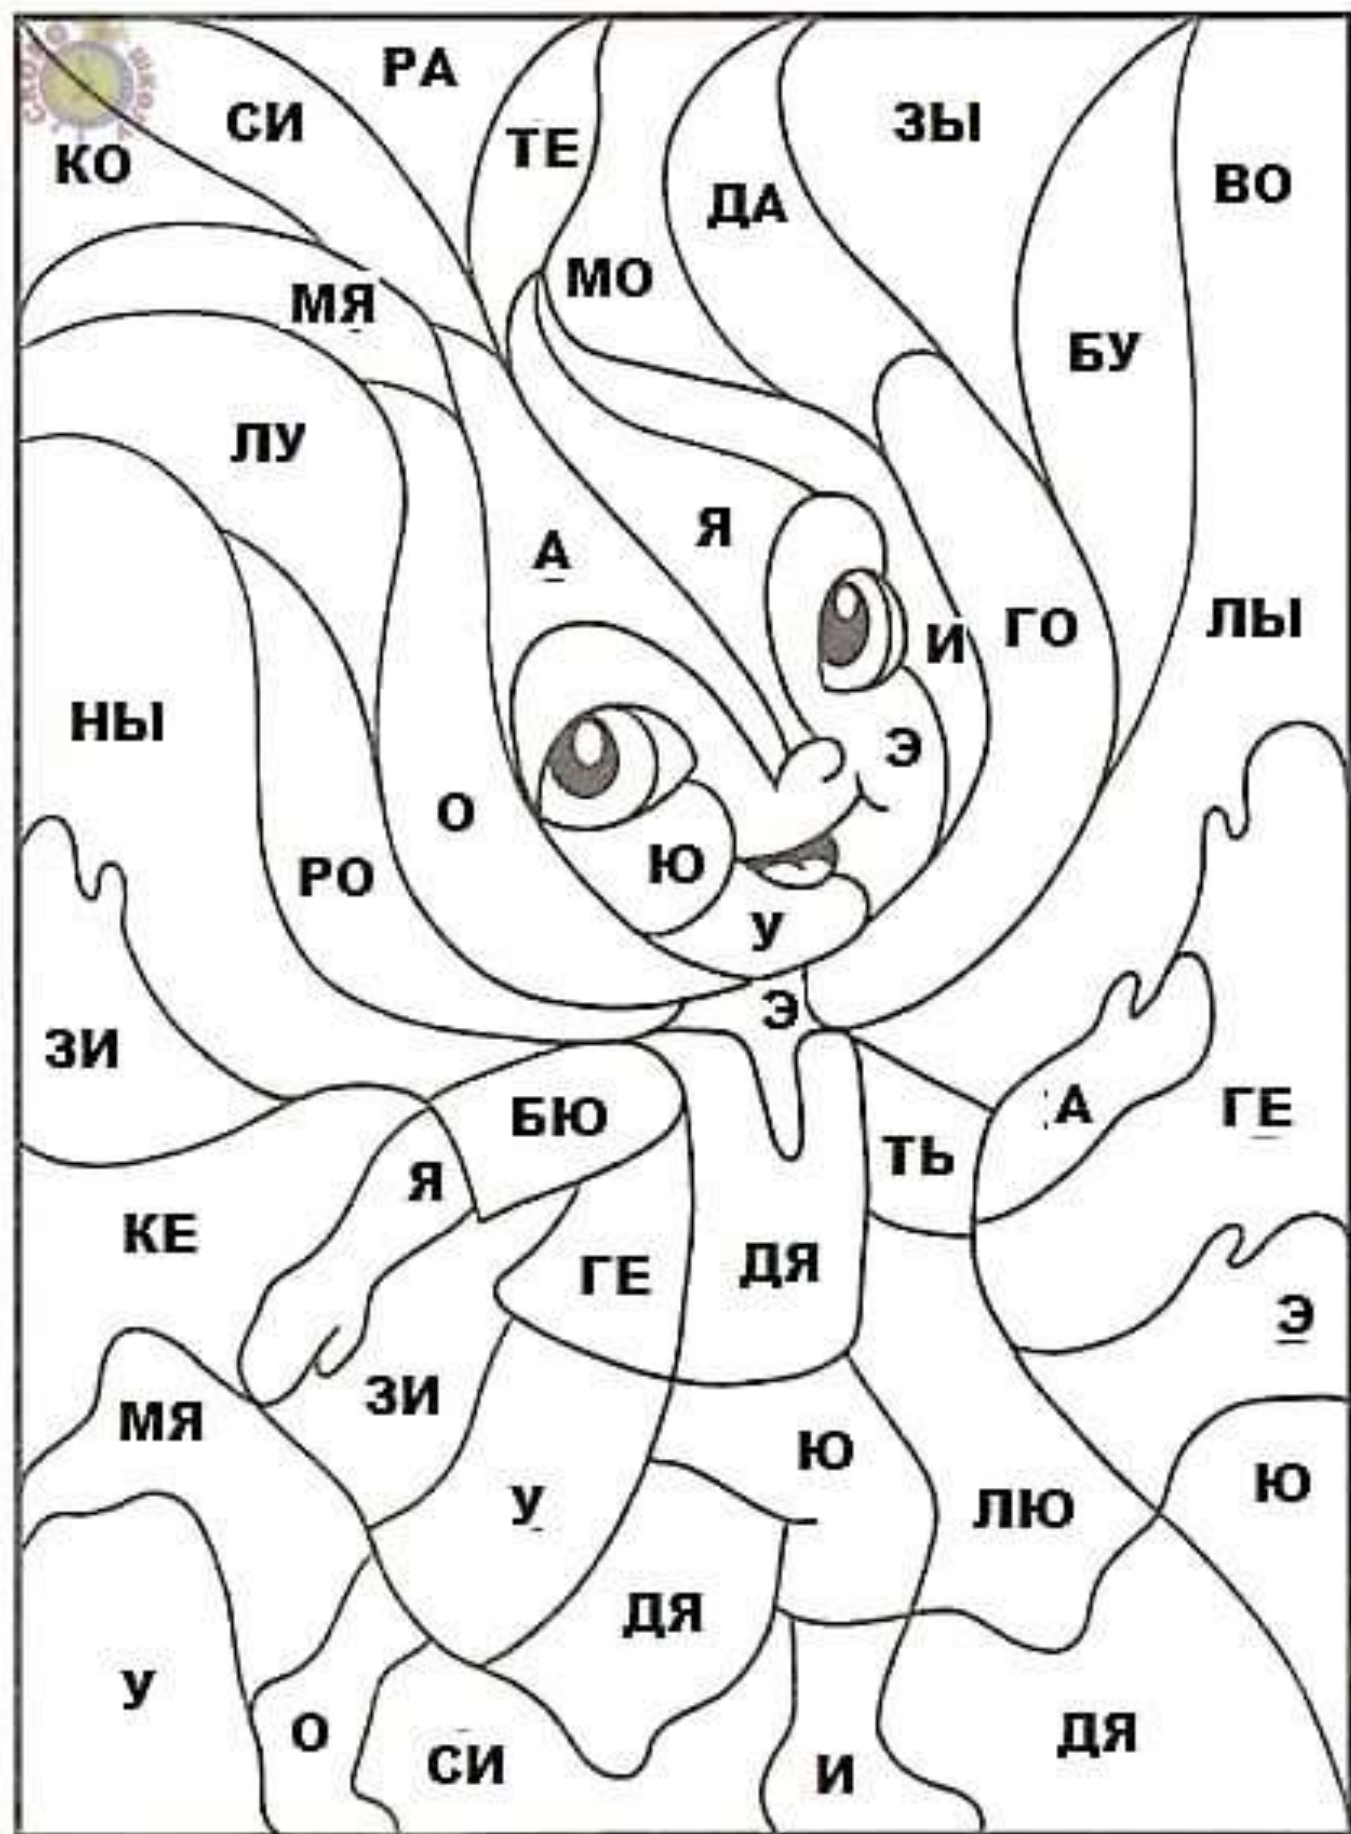 РА
СИ
ЗЫ
ТЕ
КО
ВО
ДА
МО
МЯ
БУ
ЛУ
Я
А
ЛЫ
ГО
И
НЫ
Э
О
Ю
РО
У
Э
ЗИ
А
ГЕ
БЮ
ТЬ
Я
КЕ
ДЯ
ГЕ
Э
ЗИ
МЯ
Ю
Ю
У
ЛЮ
ДЯ
У
О
ДЯ
СИ
И